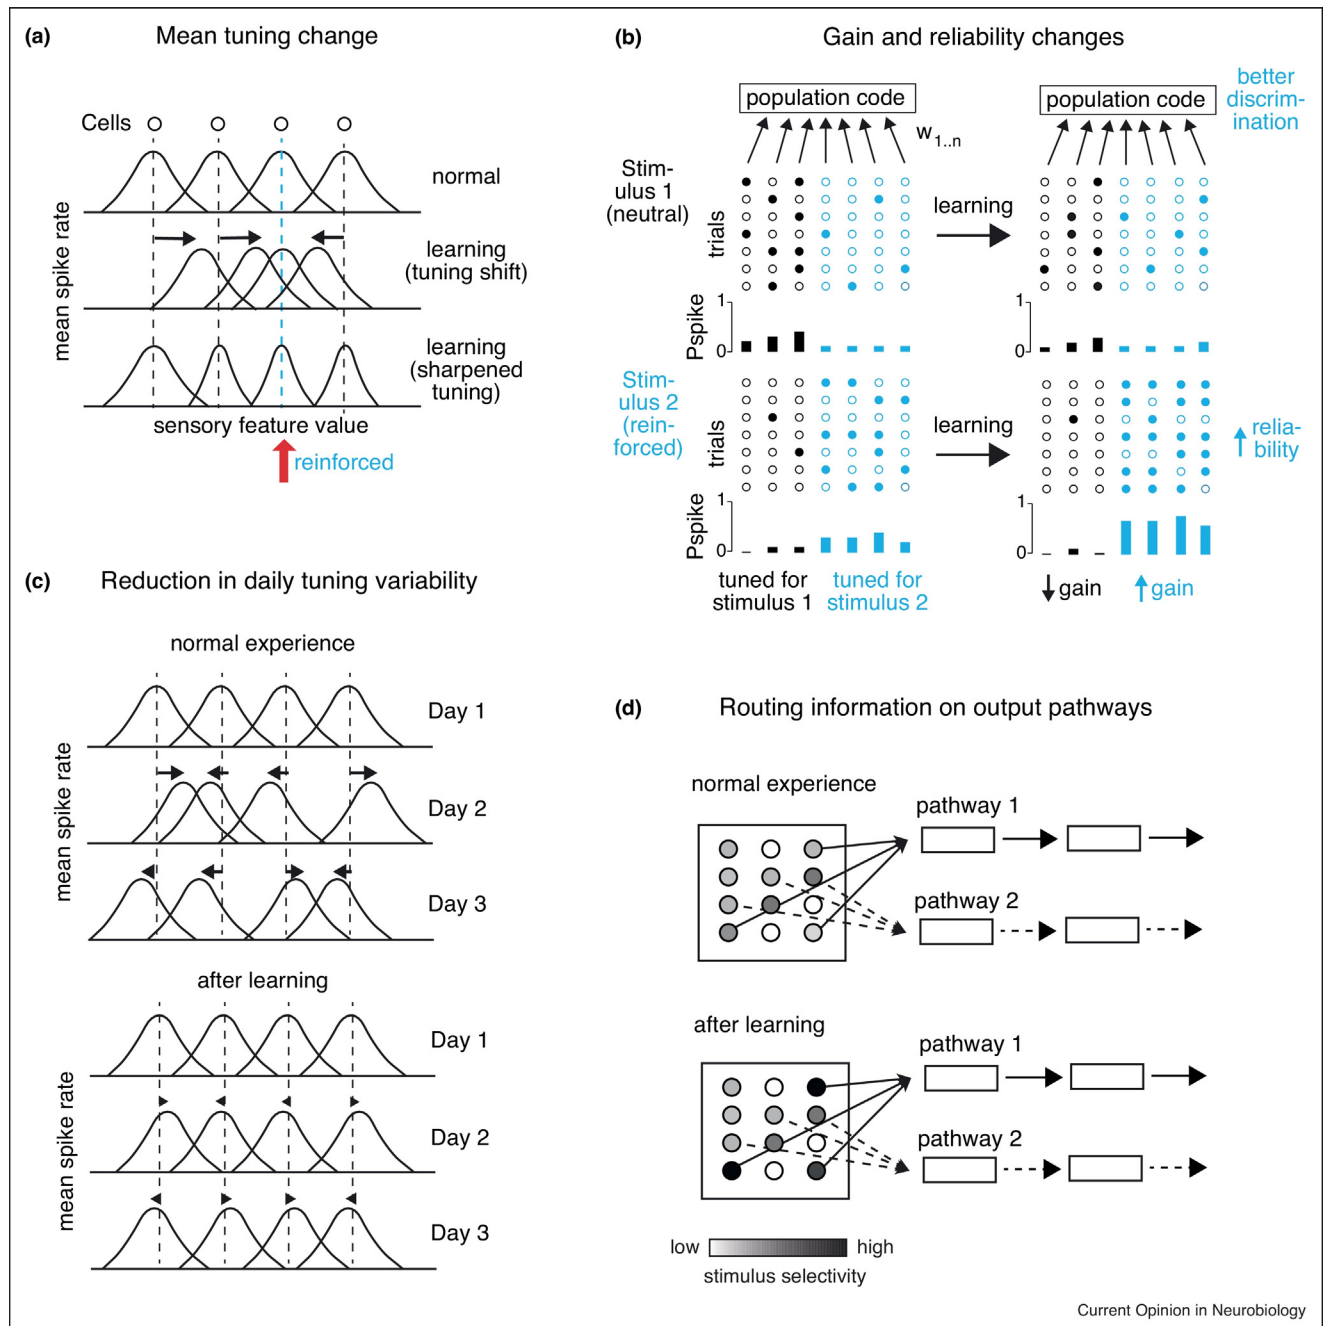 (a)
Mean tuning change
Cells
normal
learning
(tuning shift)
learning
(sharpened
tuning)
mean spike rate
sensory feature value
reinforced
(b)
Gain and reliability changes
population code
population code
better
discrim-
ination
w1..n
Stim-
ulus 1
(neutral)
trials
learning
Pspike
1
0
1
0
Stim-
ulus 2
(rein-
forced)
trials
learning
relia-
bility
Pspike
1
0
1
0
tuned for
stimulus 1
tuned for
stimulus 2
gain
gain
(c)
Reduction in daily tuning variability
normal experience
Day 1
Day 2
Day 3
mean spike rate
after learning
Day 1
Day 2
Day 3
mean spike rate
(d)
Routing information on output pathways
normal experience
pathway 1
pathway 2
after learning
pathway 1
pathway 2
low
high
stimulus selectivity
Current Opinion in Neurobiology